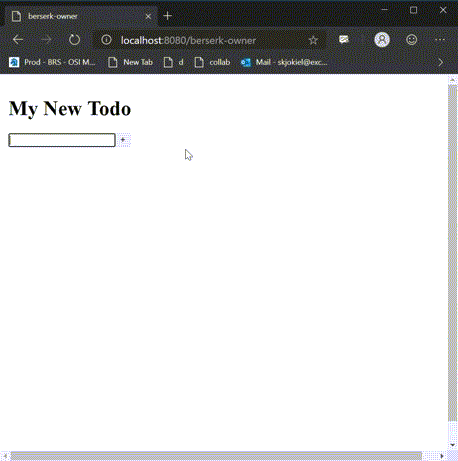 berserk-owner
localhost:8080/berserk-owner
Prod - BRS - OSI M... New Tab d collab Mail - skjokiel@exc...
My New Todo
+